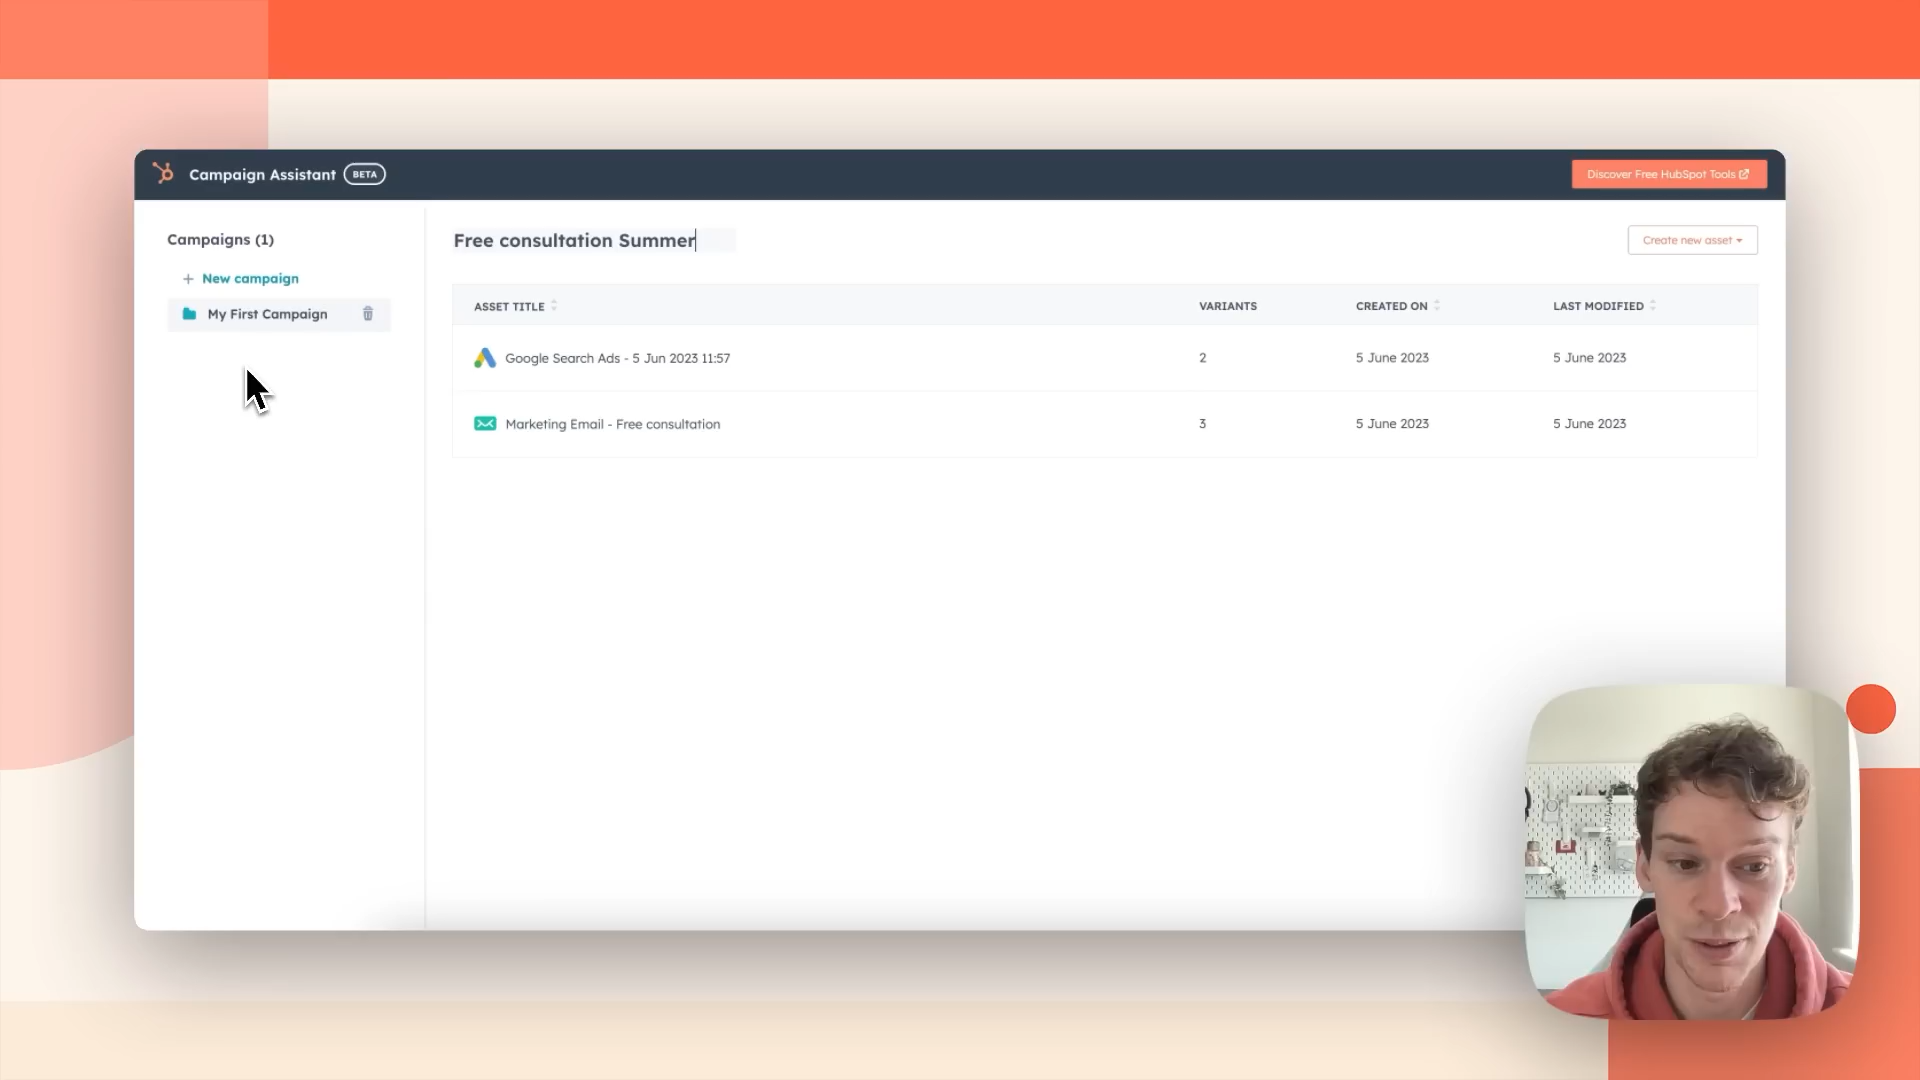 Campaign Assistant BETA
Discover Free HubSpot Tools
Campaigns (1)
+ New campaign
My First Campaign
Free consultation Summer
Create new asset
ASSET TITLE VARIANTS CREATED ON LAST MODIFIED
Google Search Ads - 5 Jun 2023 11:57 2 5 June 2023 5 June 2023
Marketing Email - Free consultation 3 5 June 2023 5 June 2023